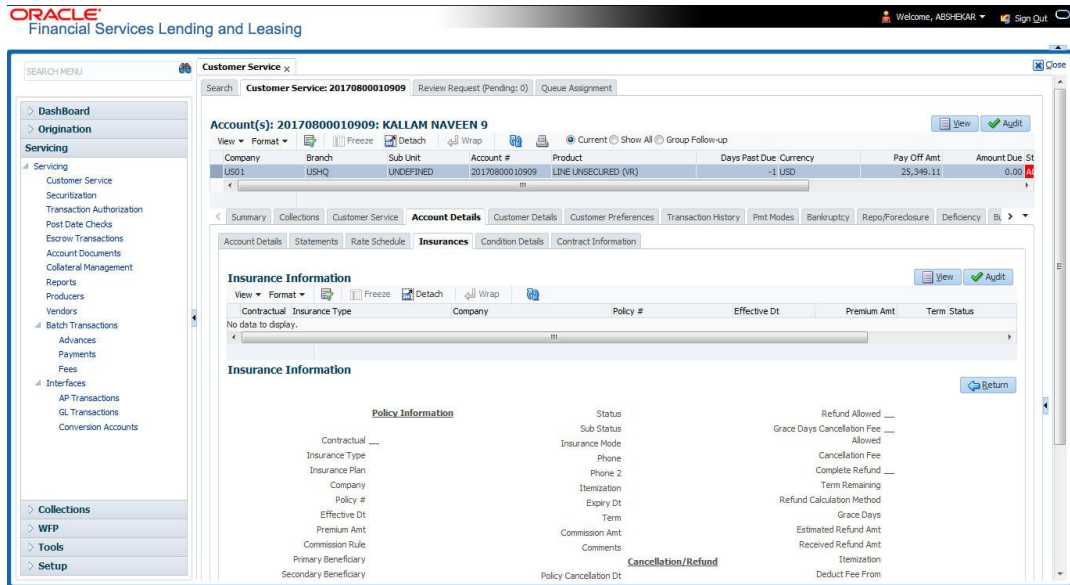 ORACLE
Financial Services Lending and Leasing
Welcome, ABSHEKAR
Sign Out
Close
SEARCH MENU
DashBoard
Origination
Servicing
Servicing
Customer Service
Securitization
Transaction Authorization
Post Date Checks
Escrow Transactions
Account Documents
Collateral Management
Reports
Producers
Vendors
Batch Transactions
Advances
Payments
Fees
Interfaces
AP Transactions
GL Transactions
Conversion Accounts
Collections
WFP
Tools
Setup
Customer Service
Search Customer Service: 20170800010909 Review Request (Pending: 0) Queue Assignment
Account(s): 20170800010909: KALLAM NAVEEN 9
View Audit
View Format Freeze Detach Wrap Current Show All Group Follow-up
Company Branch Sub Unit Account # Product Days Past Due Currency Pay Off Amt Amount Due St
US01 USHQ UNDEFINED 20170800010909 LINE UNSECURED (VR) -1 USD 25,349.11 0.00
Summary Collections Customer Service Account Details Customer Details Customer Preferences Transaction History Pmt Modes Bankruptcy Repo/Foreclosure Deficiency
Account Details Statements Rate Schedule Insurances Condition Details Contract Information
Insurance Information
View Audit
View Format Freeze Detach Wrap
Contractual Insurance Type Company Policy # Effective Dt Premium Amt Term Status
No data to display.
Insurance Information
Return
Policy Information
Contractual
Insurance Type
Insurance Plan
Company
Policy #
Effective Dt
Premium Amt
Commission Rule
Primary Beneficiary
Secondary Beneficiary
Status
Sub Status
Insurance Mode
Phone
Phone 2
Itemization
Expiry Dt
Term
Commission Amt
Comments
Cancellation/Refund
Policy Cancellation Dt
Refund Allowed
Grace Days Cancellation Fee
Allowed
Cancellation Fee
Complete Refund
Term Remaining
Refund Calculation Method
Grace Days
Estimated Refund Amt
Received Refund Amt
Itemization
Deduct Fee From